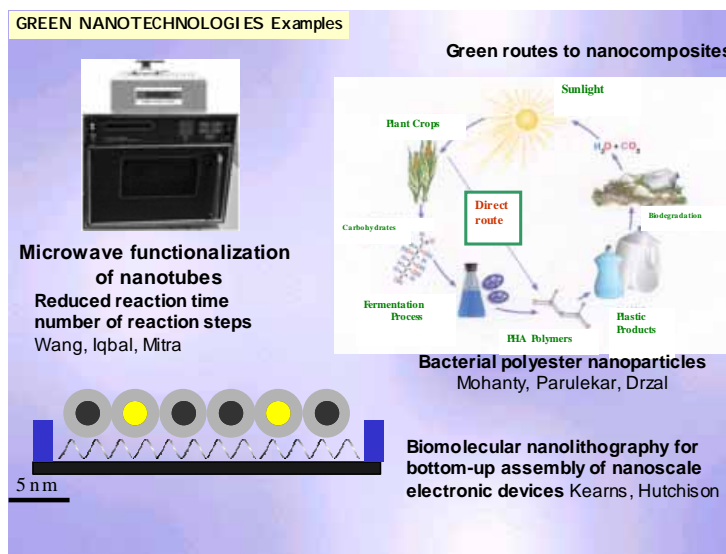 GREEN NANOTECHNOLOGIES Examples
Green routes to nanocomposites
Sunlight
Plant Crops
H2O + CO2
Direct
route
Biodegradation
Carbohydrates
Fermentation
Process
PHA Polymers
Plastic
Products
Microwave functionalization
of nanotubes
Reduced reaction time
number of reaction steps
Wang, Iqbal, Mitra
Bacterial polyester nanoparticles
Mohanty, Parulekar, Drzal
Biomolecular nanolithography for
bottom-up assembly of nanoscale
electronic devices Kearns, Hutchison
5 nm